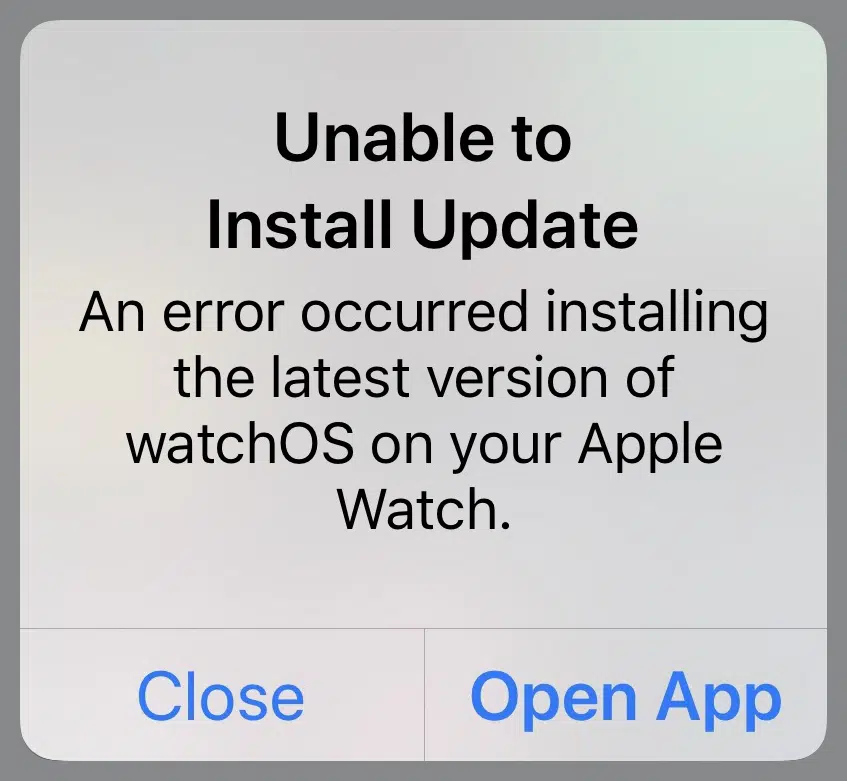 Unable to
Install Update
An error occurred installing
the latest version of
watchOS on your Apple
Watch.
Close
Open App